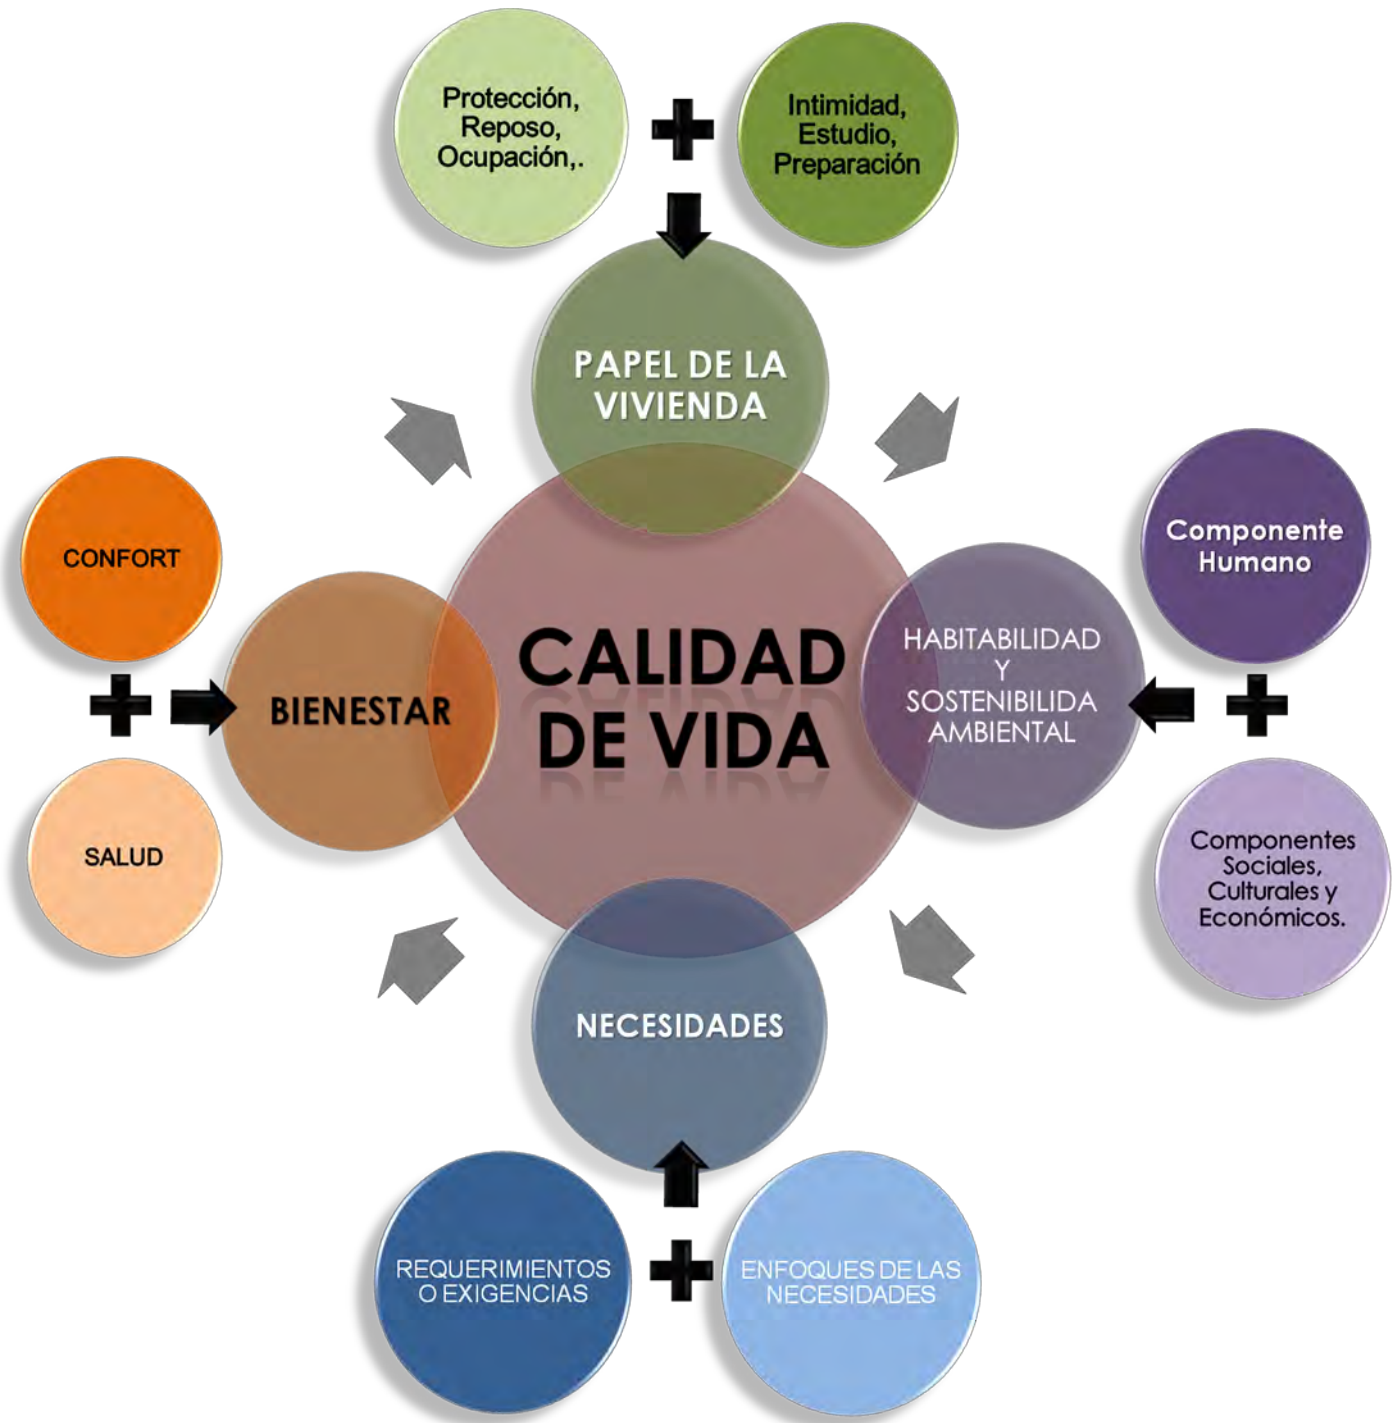 Protección,
Reposo,
Ocupación,.
Intimidad,
Estudio,
Preparación
PAPEL DE LA
VIVIENDA
CONFORT
SALUD
BIENESTAR
CALIDAD
DE VIDA
HABITABILIDAD
Y
SOSTENIBILIDA
AMBIENTAL
Componente
Humano
Componentes
Sociales,
Culturales y
Económicos.
NECESIDADES
REQUERIMIENTOS
O EXIGENCIAS
ENFOQUES DE LAS
NECESIDADES